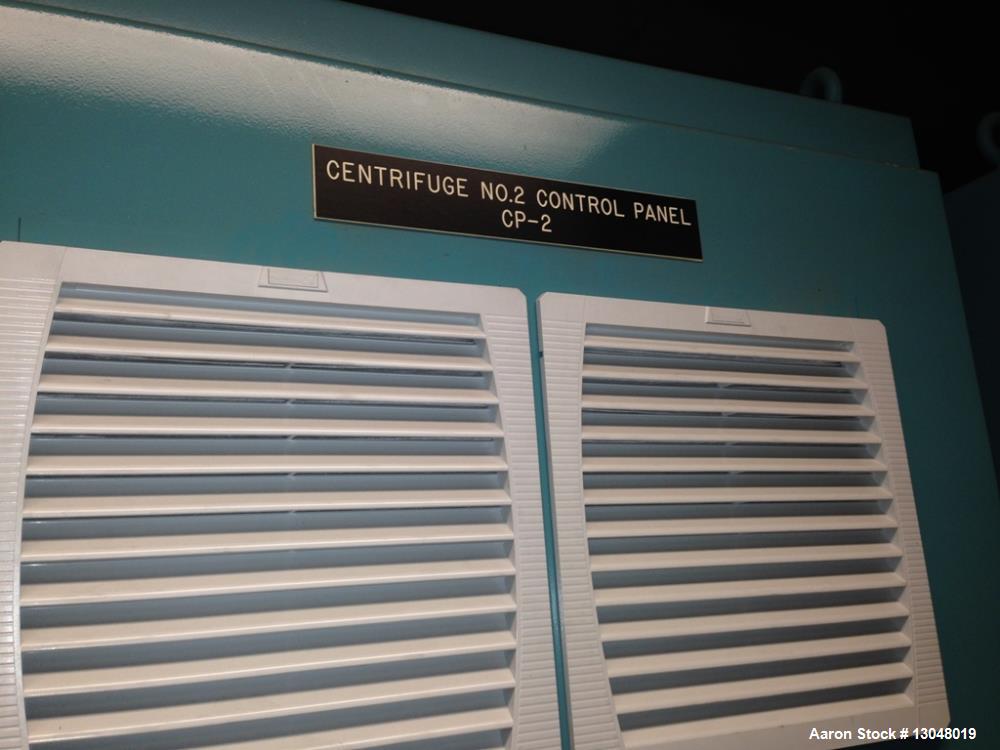 CENTRIFUGE NO.2 CONTROL PANEL
CP-2
Aaron Stock # 13048019